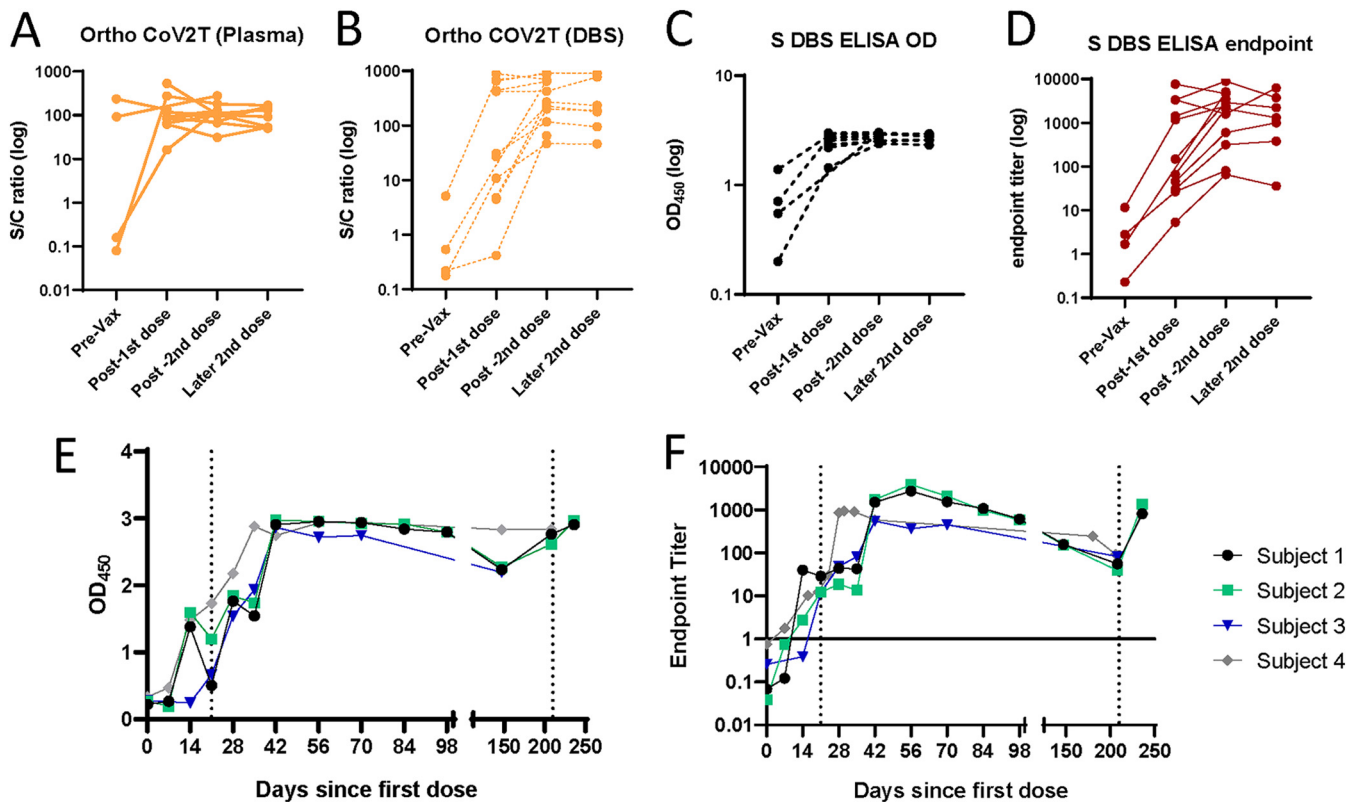 A
Ortho CoV2T (Plasma)
S/C ratio (log)
1000
100
10
1
0.1
0.01
Pre-Vax
Post-1st dose
Post -2nd dose
Later 2nd dose
B
Ortho COV2T (DBS)
S/C ratio (log)
1000
100
10
1
0.1
Pre-Vax
Post-1st dose
Post -2nd dose
Later 2nd dose
C
S DBS ELISA OD
OD450 (log)
10
1
0.1
Pre-Vax
Post-1st dose
Post -2nd dose
Later 2nd dose
D
S DBS ELISA endpoint
endpoint titer (log)
10000
1000
100
10
1
0.1
Pre-Vax
Post-1st dose
Post -2nd dose
Later 2nd dose
E
OD450
4
3
2
1
0
0 14 28 42 56 70 84 98 150 200 250
Days since first dose
F
Endpoint Titer
10000
1000
100
10
1
0.1
0.01
0 14 28 42 56 70 84 98 150 200 250
Days since first dose
Subject 1
Subject 2
Subject 3
Subject 4